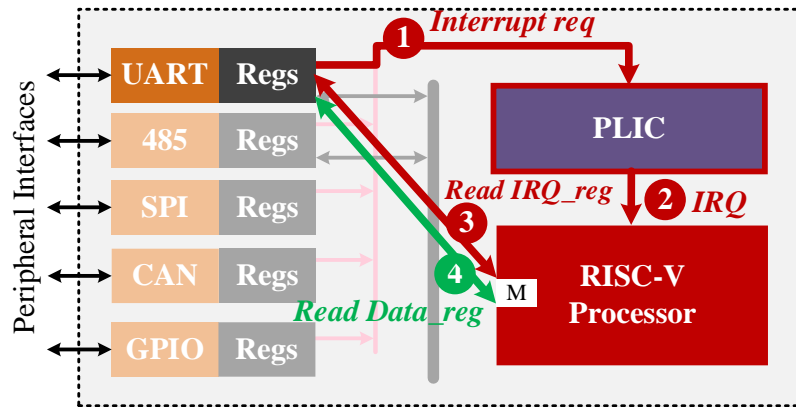 1 Interrupt req
UART Regs
PLIC
485 Regs
Read IRQ_reg
2 IRQ
SPI Regs
3
RISC-V
Processor
CAN Regs
4
M
Read Data_reg
GPIO Regs
Peripheral Interfaces